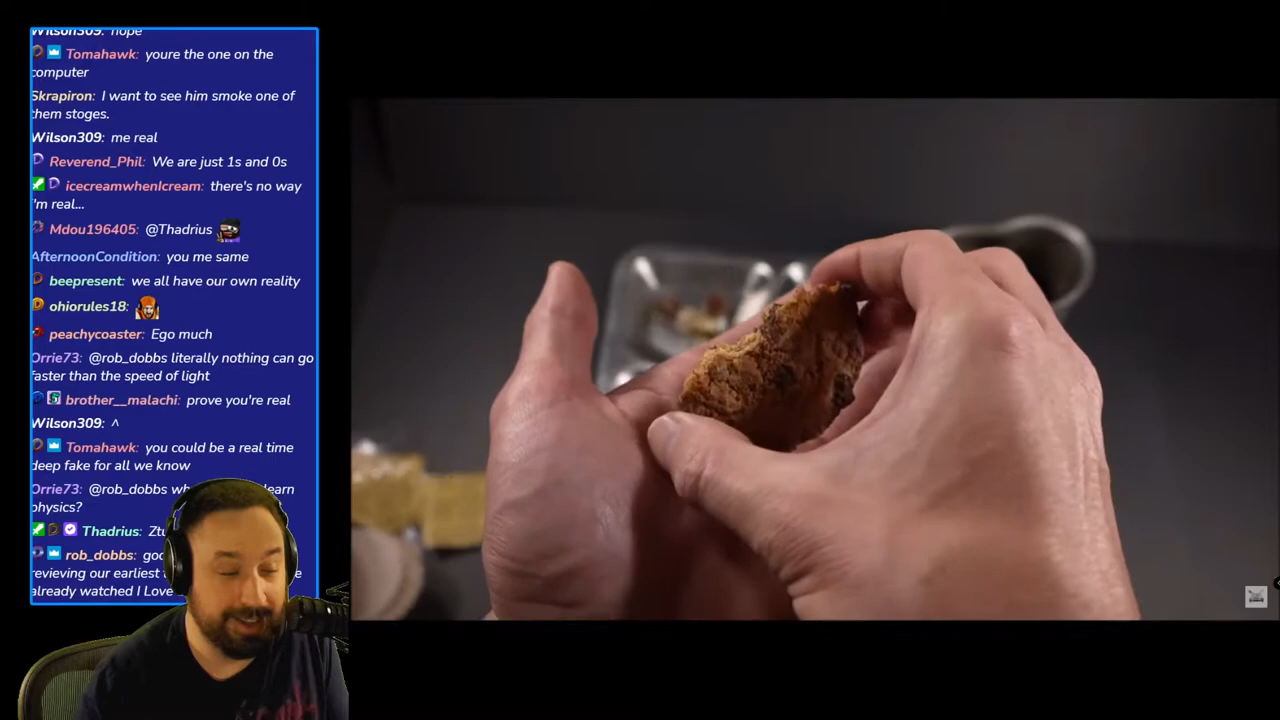 Wilson309: nope
Tomahawk: youre the one on the
computer
Skrapiron: I want to see him smoke one of
them stoges.
Wilson309: me real
Reverend_Phil: We are just 1s and 0s
icecreamwhenIcream: there's no way
I'm real...
Mdou196405: @Thadrius
AfternoonCondition: you me same
beepresent: we all have our own reality
ohiorules18:
peachycoaster: Ego much
Orrie73: @rob_dobbs literally nothing can go
faster than the speed of light
brother__malachi: prove you're real
Wilson309: ^
Tomahawk: you could be a real time
deep fake for all we know
Orrie73: @rob_dobbs learn
physics?
Thadrius:
rob_dobbs:
revieving our earliest
already watched I Love